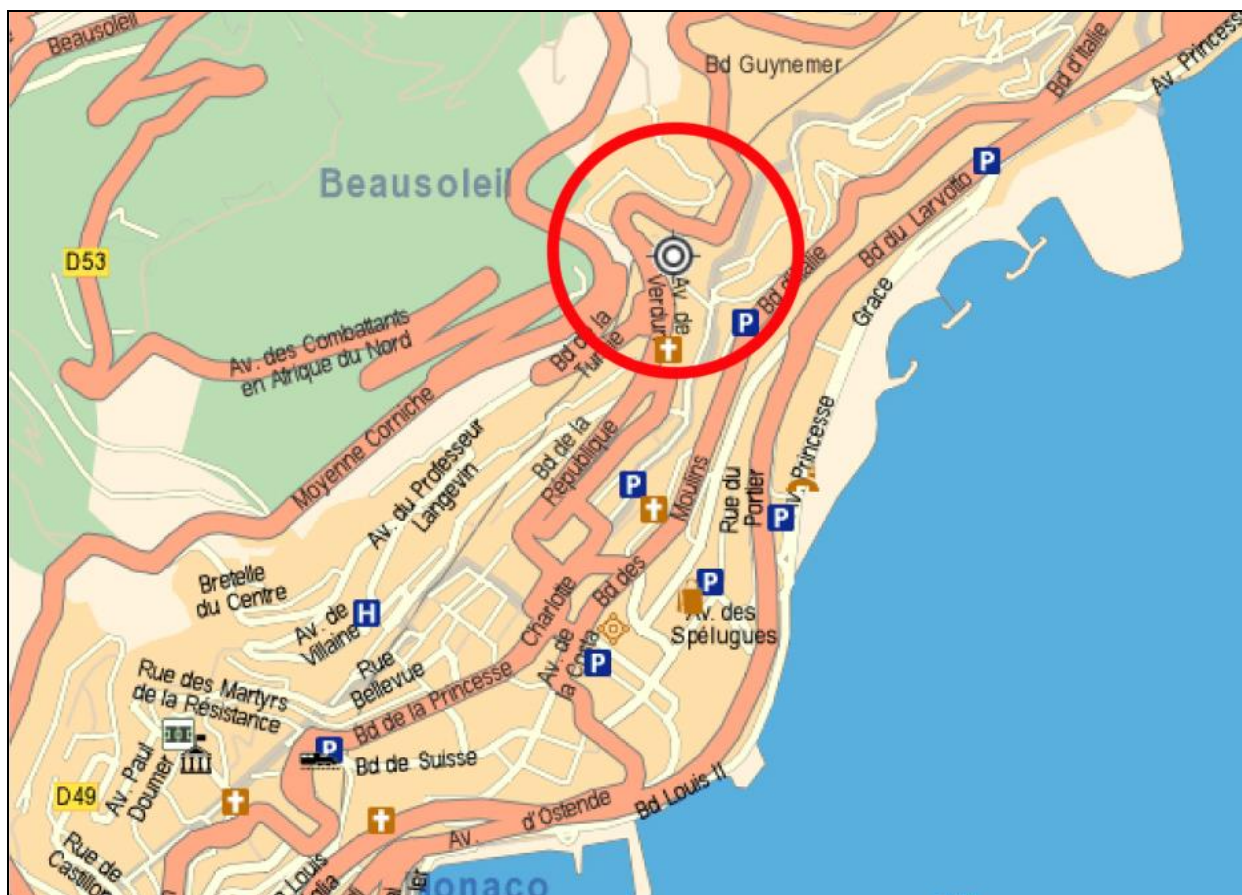 Beausoleil
Bd Guynemer
Bd d'Italie
Av. Princesse
Beausoleil
P
D53
Bd du Larvotto
Av. des Combattants
en Afrique du Nord
Bd de la
Turbie
Av. de
Verdun
Bd d'Italie
P
Grace
Moyenne Corniche
Av. du Professeur
Langevin
Bd de la
République
P
Moulins
Rue du
Portier
Av. Princesse
P
Bretelle
du Centre
Av. de
Villaine
H
Charlotte
Bd des
P
Av. des
Spélugues
Rue des Martyrs
de la Résistance
Rue
Bellevue
Bd de la Princesse
Av. de
la Costa
P
Av. Paul
Doumer
P
Bd de Suisse
D49
Rue de
Castillon
Av. d'Ostende
Bd Louis II
Louis
Monaco